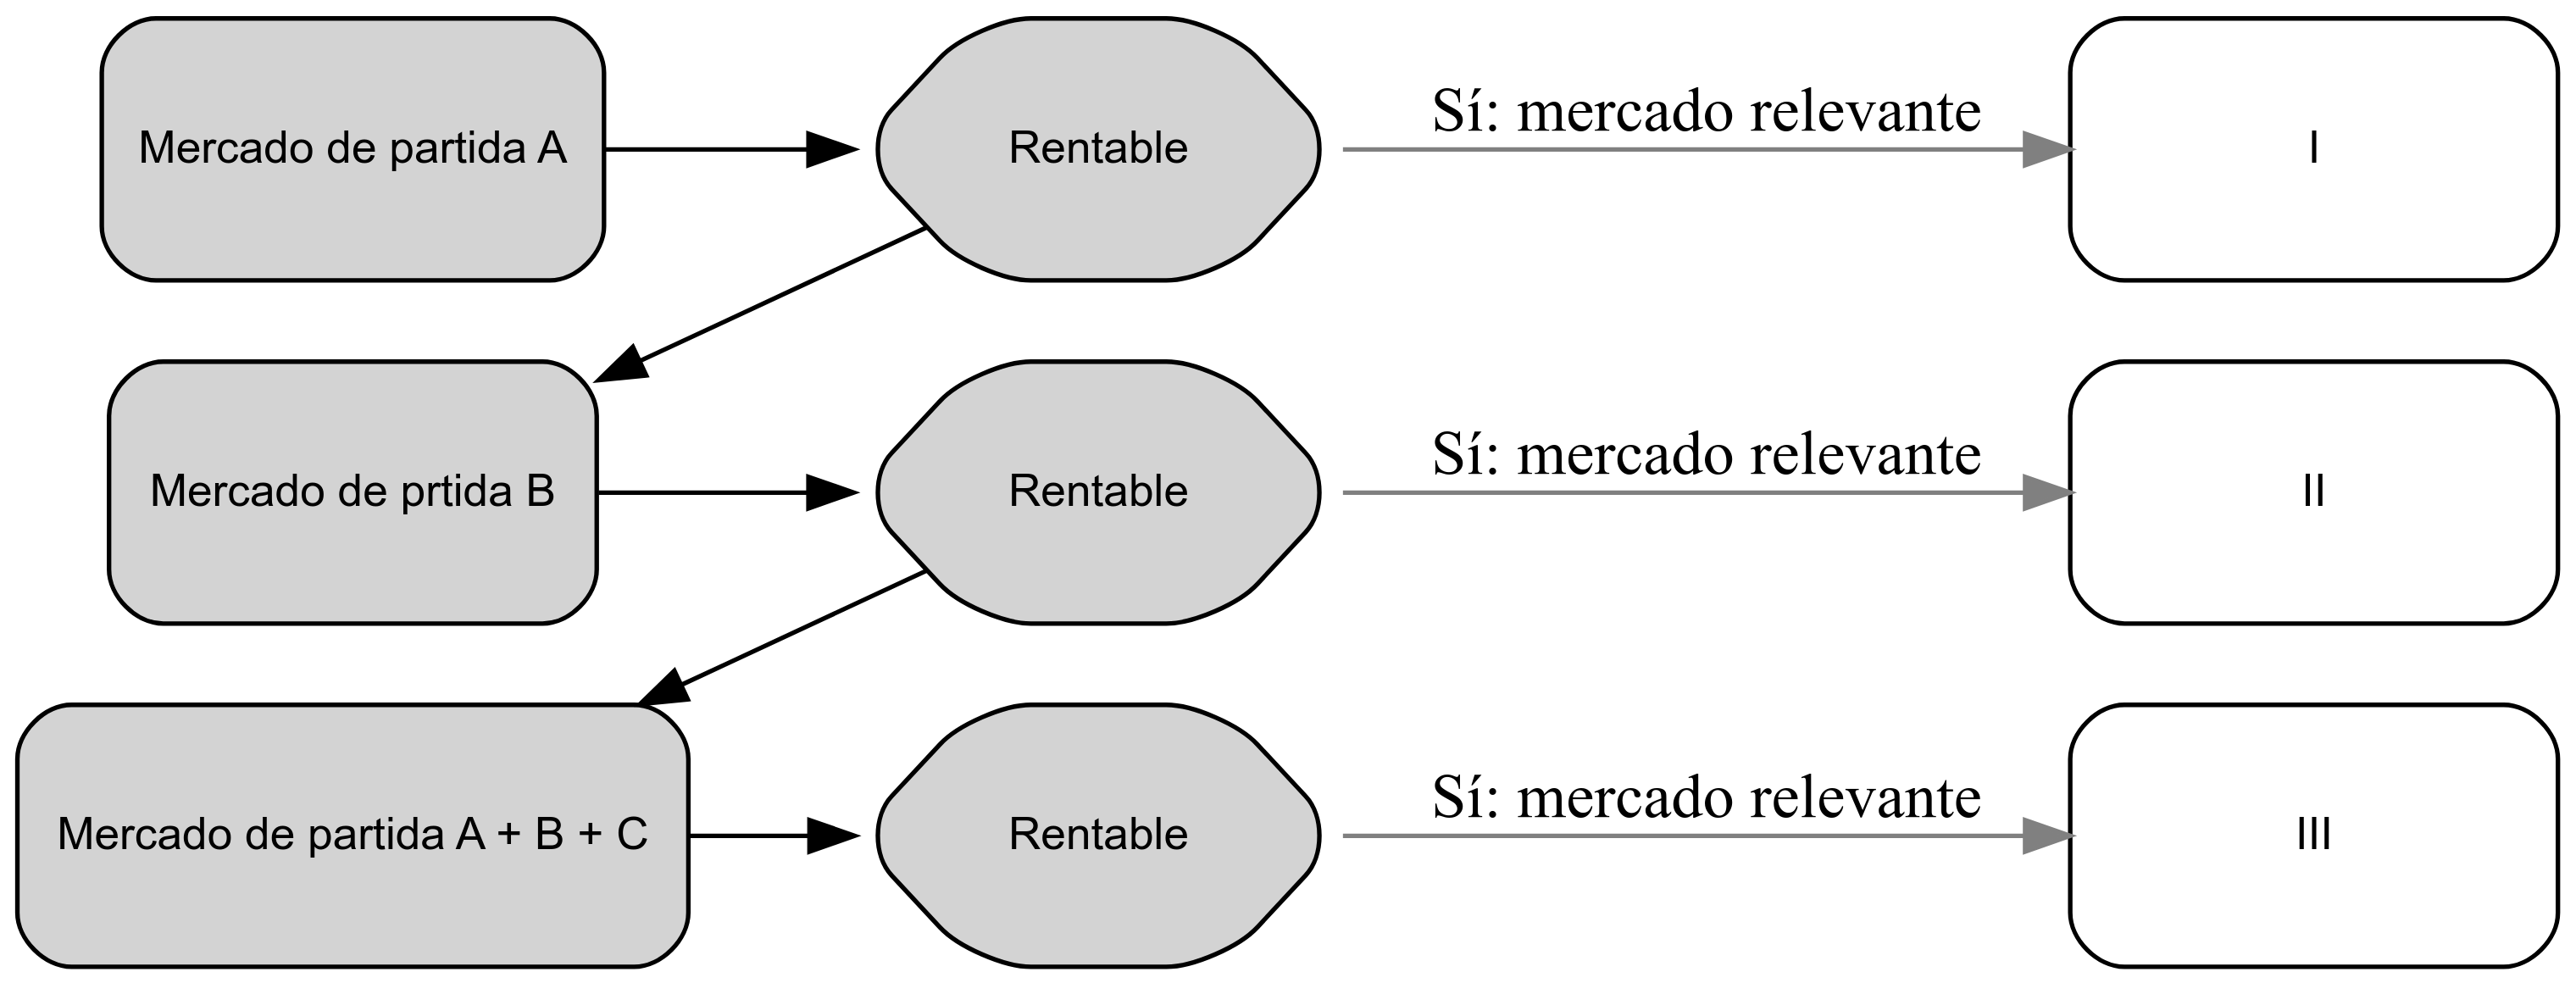 Mercado de partida A
Rentable
Sí: mercado relevante
I
Mercado de prtida B
Rentable
Sí: mercado relevante
II
Mercado de partida A + B + C
Rentable
Sí: mercado relevante
III